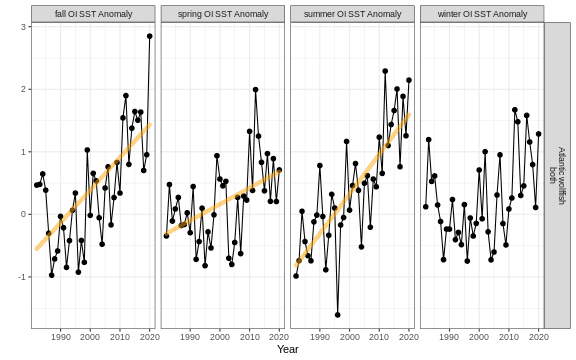 fall OI SST Anomaly spring OI SST Anomaly summer OI SST Anomaly winter OI SST Anomaly
3
2
1
0
-1
Atlantic wolffish
both
1990 2000 2010 2020 1990 2000 2010 2020 1990 2000 2010 2020 1990 2000 2010 2020
Year